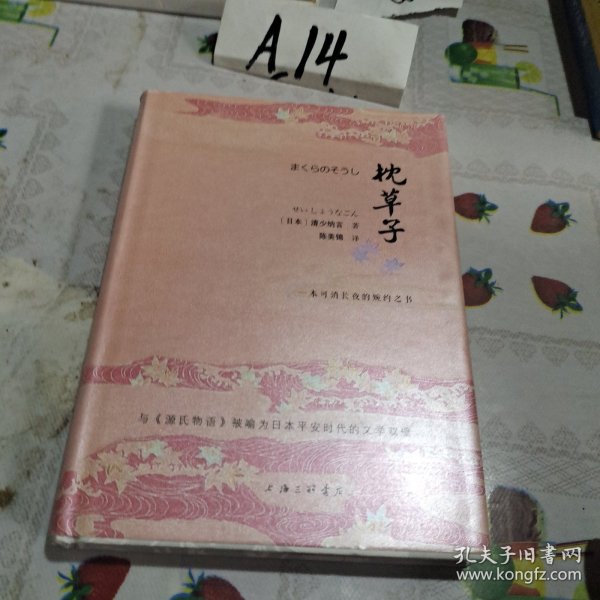 A14
まくらのそうし
枕草子
せいしょうなごん
〔日本〕清少纳言 著
陈美锦 译
一本可消长夜的婉约之书
与《源氏物语》被喻为日本平安时代的文学双璧
上海三联书店
孔夫子旧书网
www.kongfz.com